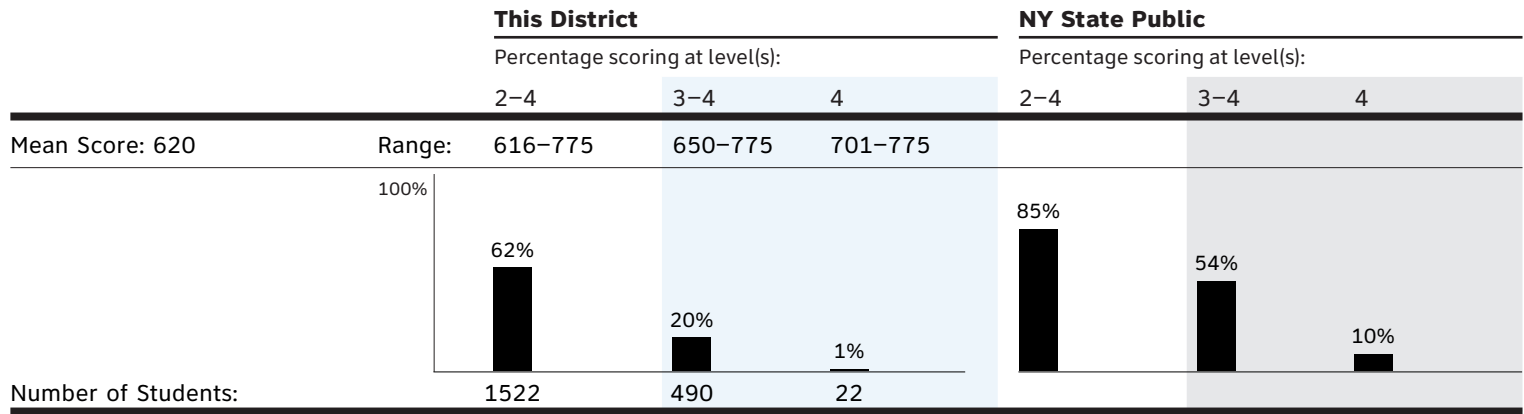 This District NY State Public
Percentage scoring at level(s): Percentage scoring at level(s):
2–4 3–4 4 2–4 3–4 4
Mean Score: 620 Range: 616–775 650–775 701–775
100%
85%
62%
54%
20%
10%
1%
Number of Students: 1522 490 22